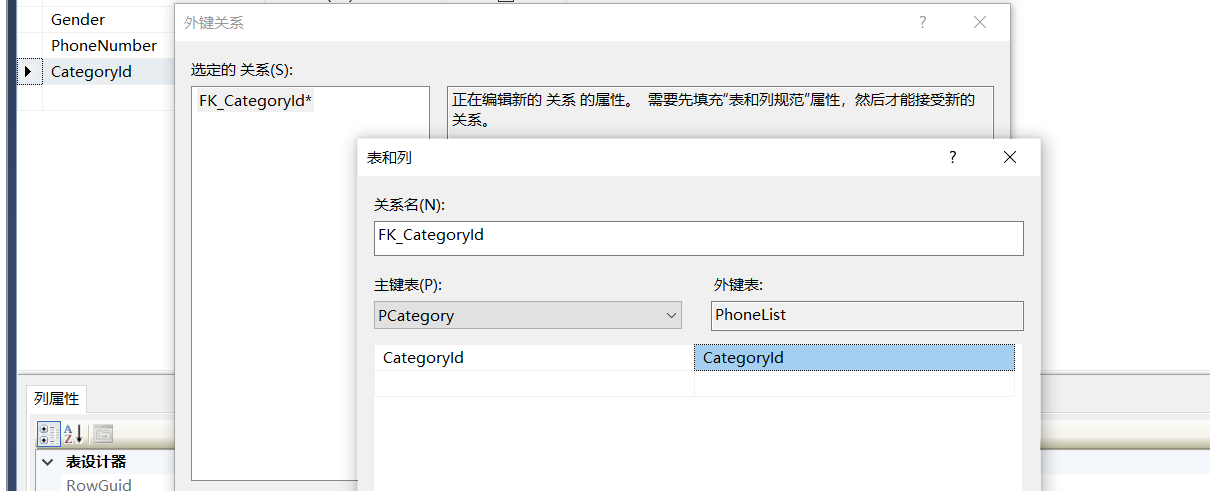 Gender
PhoneNumber
CategoryId
外键关系
?
选定的 关系(S):
FK_CategoryId*
正在编辑新的 关系 的属性。 需要先填充“表和列规范”属性，然后才能接受新的
关系。
表和列
?
关系名(N):
FK_CategoryId
主键表(P):
外键表:
PCategory
PhoneList
CategoryId
CategoryId
列属性
表设计器
RowGuid